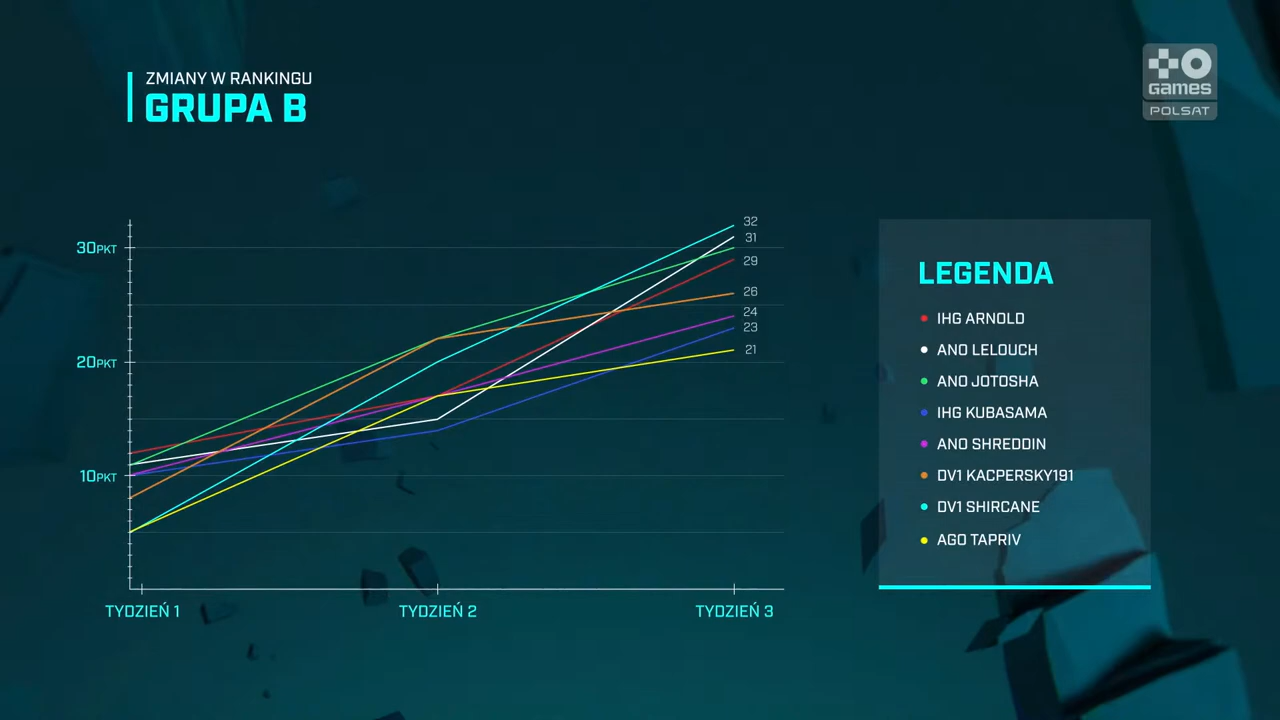 ZMIANY W RANKINGU
GRUPA B
GAMES
POLSAT
30PKT
20PKT
10PKT
32
31
29
26
24
23
21
TYDZIEŃ 1
TYDZIEŃ 2
TYDZIEŃ 3
LEGENDA
IHG ARNOLD
ANO LELOUCH
ANO JOTOSHA
IHG KUBASAMA
ANO SHREDDIN
DV1 KACPERSKY191
DV1 SHIRCANE
AGO TAPRIV